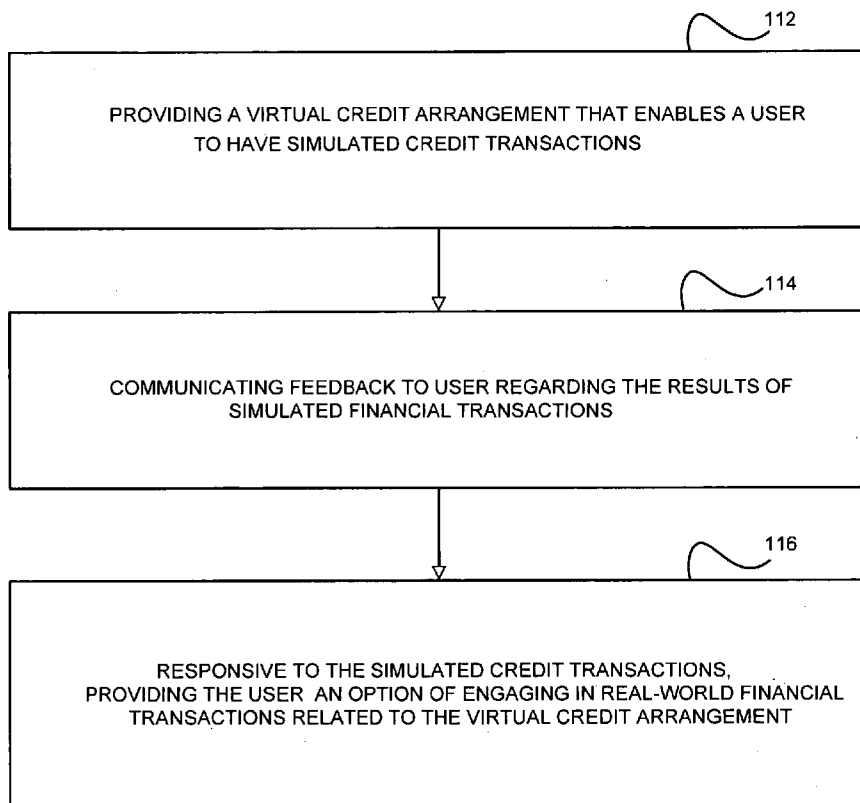 112
PROVIDING A VIRTUAL CREDIT ARRANGEMENT THAT ENABLES A USER
TO HAVE SIMULATED CREDIT TRANSACTIONS
114
COMMUNICATING FEEDBACK TO USER REGARDING THE RESULTS OF
SIMULATED FINANCIAL TRANSACTIONS
116
RESPONSIVE TO THE SIMULATED CREDIT TRANSACTIONS,
PROVIDING THE USER AN OPTION OF ENGAGING IN REAL-WORLD FINANCIAL
TRANSACTIONS RELATED TO THE VIRTUAL CREDIT ARRANGEMENT